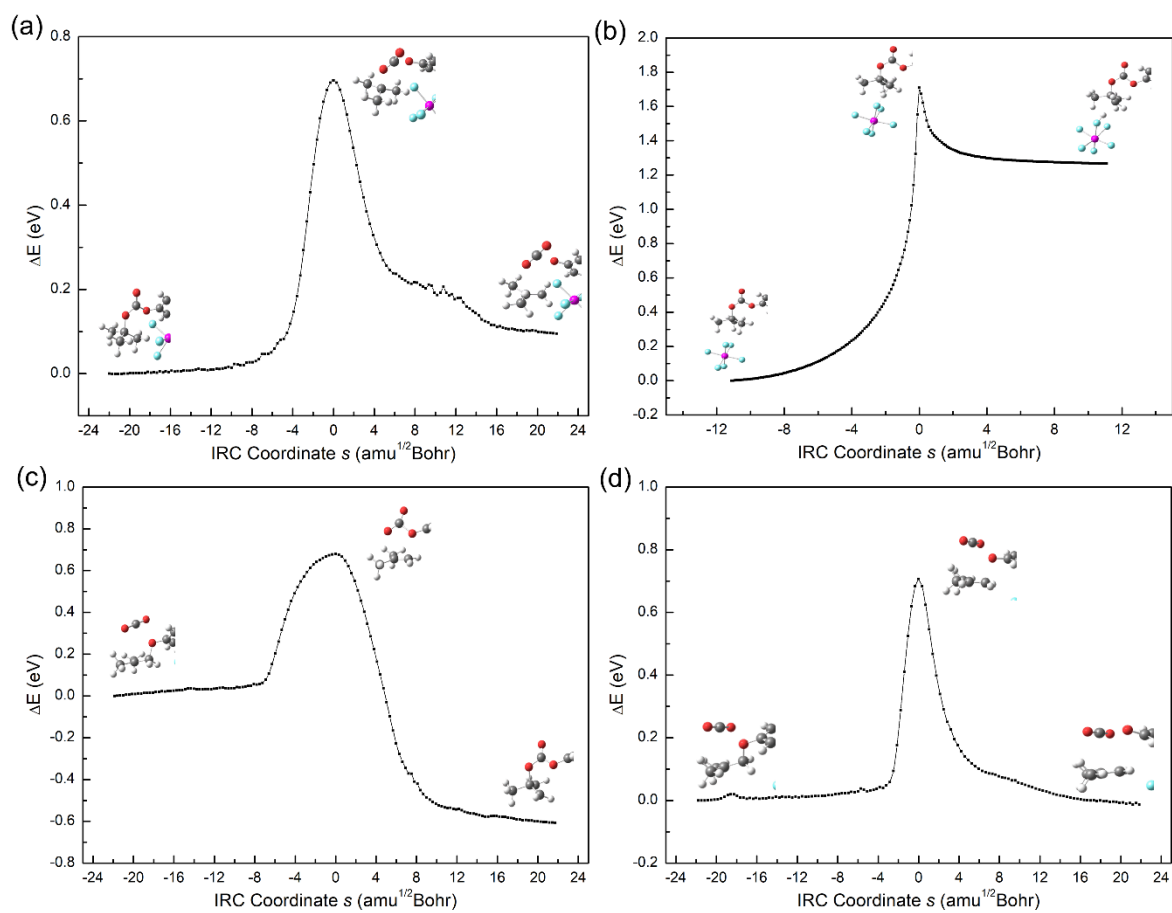 (a)
0.8
0.6
0.4
0.2
0.0
ΔE (eV)
-24 -20 -16 -12 -8 -4 0 4 8 12 16 20 24
IRC Coordinate s (amu1/2Bohr)
(b)
2.0
1.8
1.6
1.4
1.2
1.0
0.8
0.6
0.4
0.2
0.0
-0.2
ΔE (eV)
-12 -8 -4 0 4 8 12
IRC Coordinate s (amu1/2Bohr)
(c)
1.0
0.8
0.6
0.4
0.2
0.0
-0.2
-0.4
-0.6
-0.8
ΔE (eV)
-24 -20 -16 -12 -8 -4 0 4 8 12 16 20 24
IRC Coordinate s (amu1/2Bohr)
(d)
1.0
0.8
0.6
0.4
0.2
0.0
-0.2
ΔE (eV)
-24 -20 -16 -12 -8 -4 0 4 8 12 16 20 24
IRC Coordinate s (amu1/2Bohr)